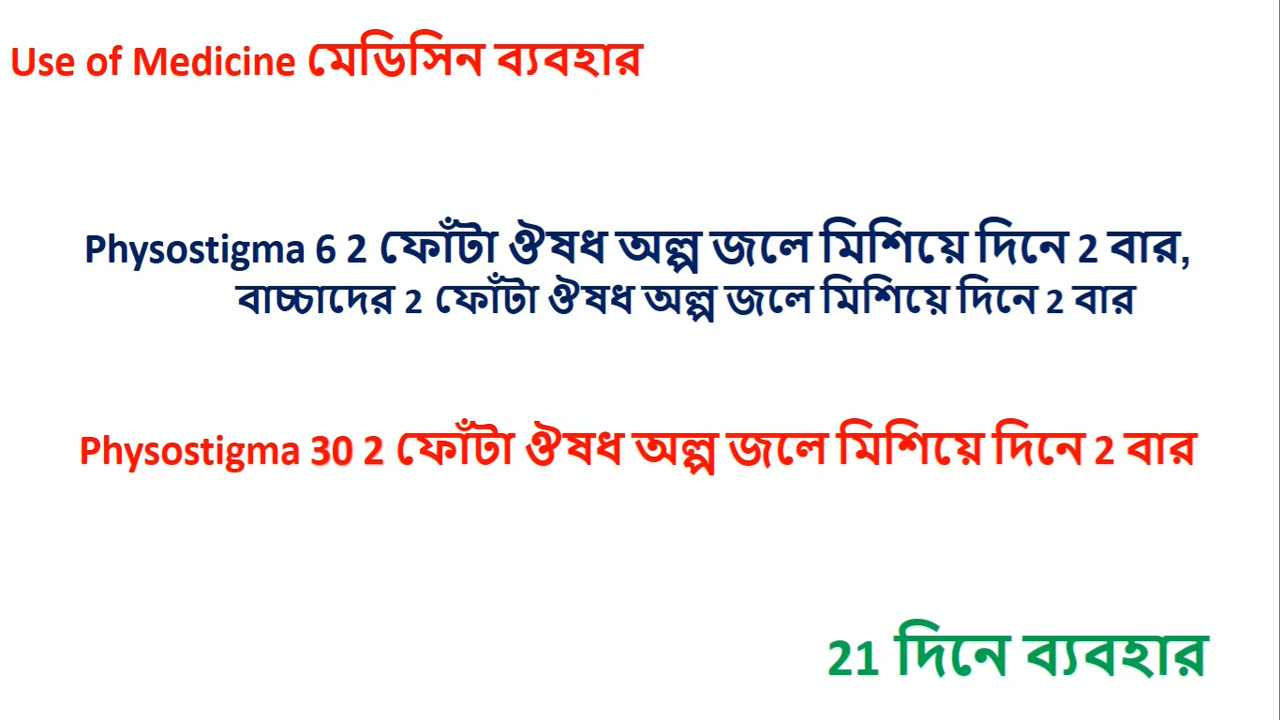 Use of Medicine মেডিসিন ব্যবহার
Physostigma 6 2 ফোঁটা ঔষধ অল্প জলে মিশিয়ে দিনে 2 বার,
বাচ্চাদের 2 ফোঁটা ঔষধ অল্প জলে মিশিয়ে দিনে 2 বার
Physostigma 30 2 ফোঁটা ঔষধ অল্প জলে মিশিয়ে দিনে 2 বার
21 দিনে ব্যবহার